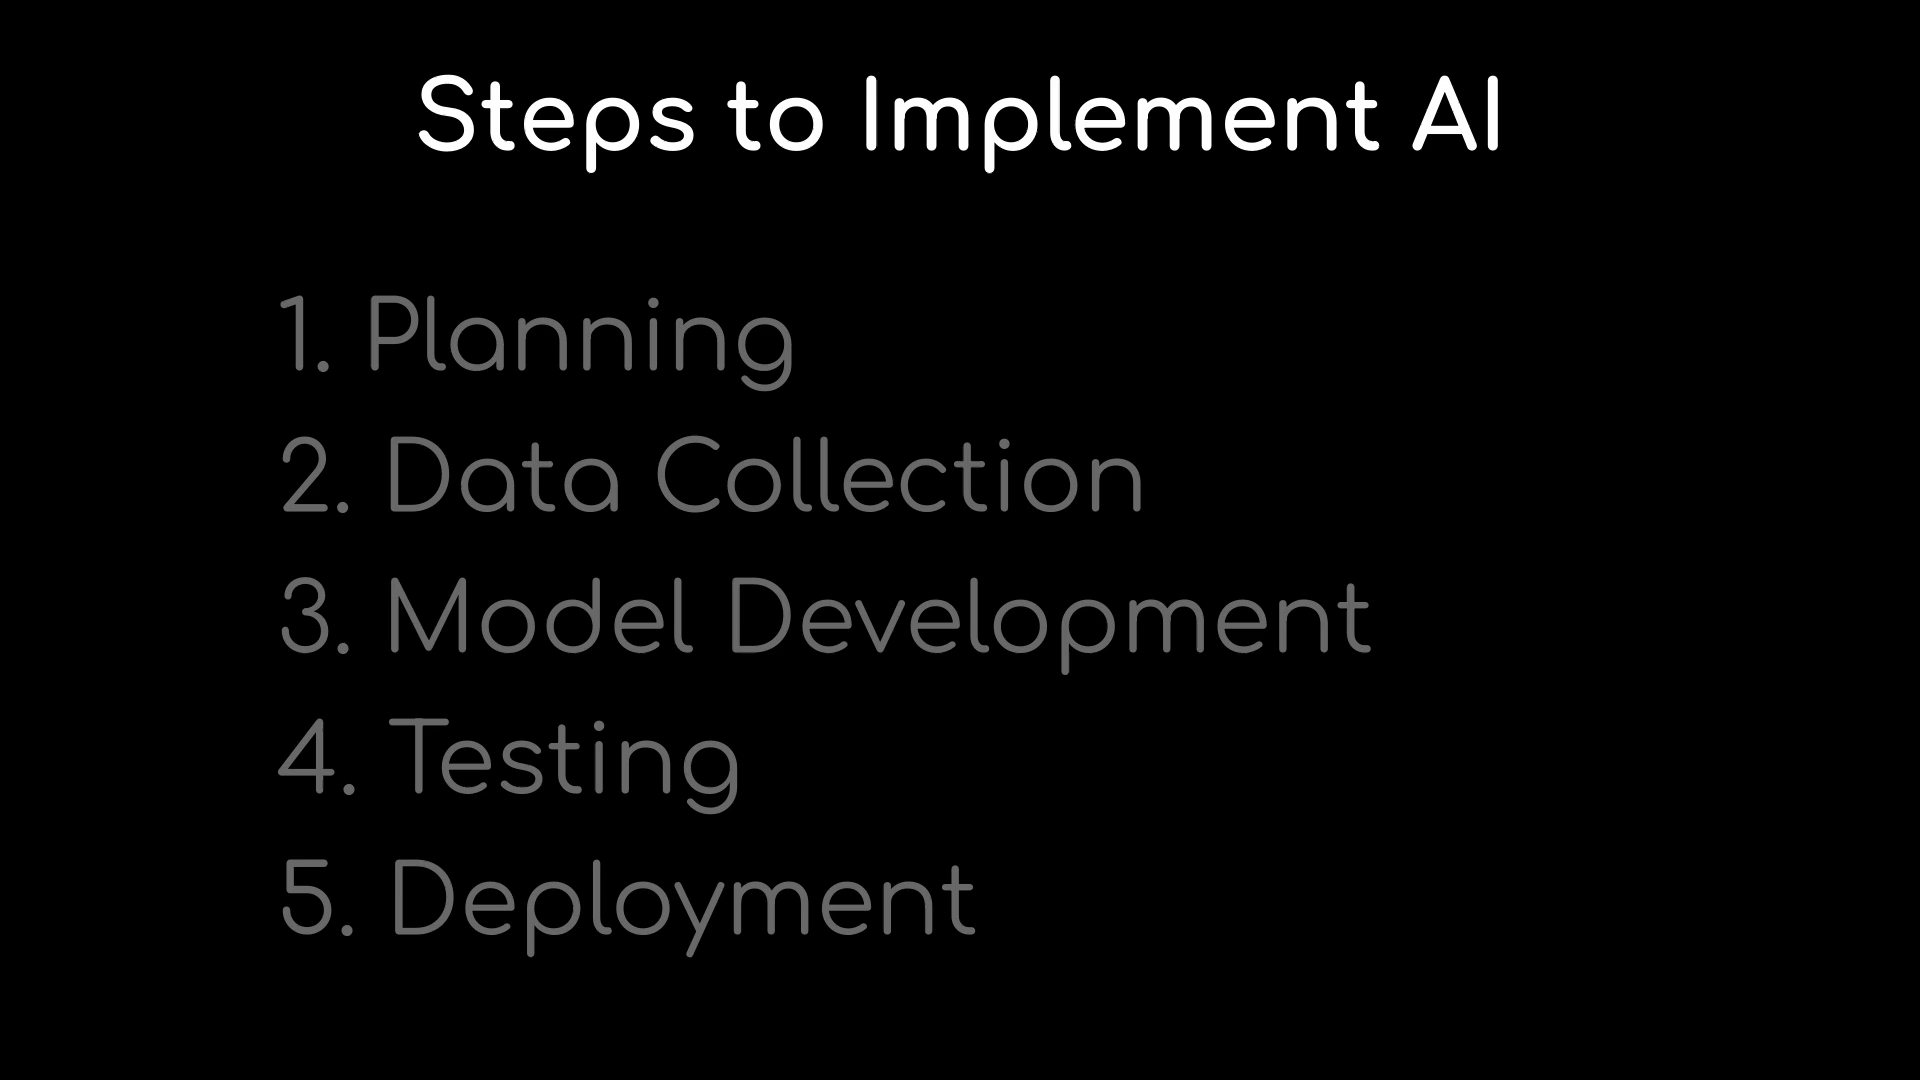 Steps to Implement AI
1. Planning
2. Data Collection
3. Model Development
4. Testing
5. Deployment